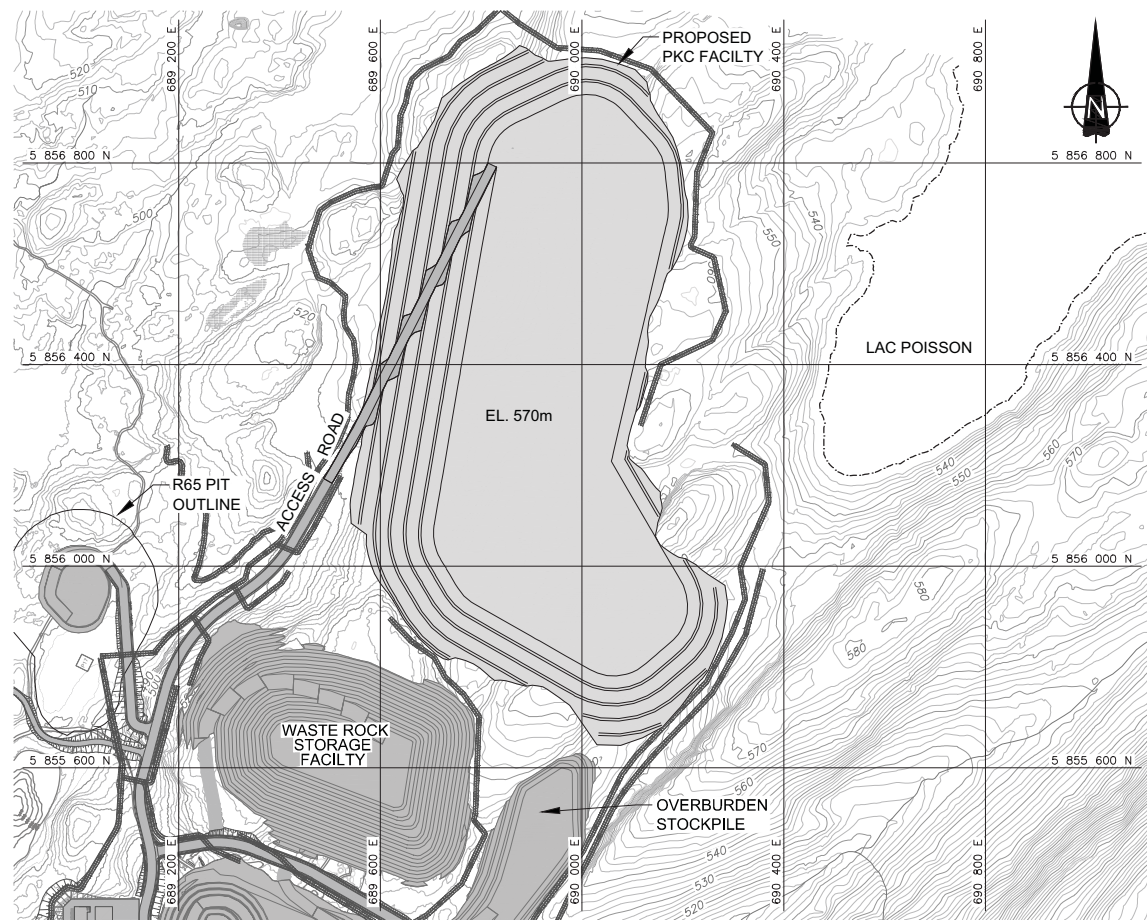 689 200 E
689 600 E
690 000 E
690 400 E
690 800 E
PROPOSED
PKC FACILTY
N
520
510
5 856 800 N
5 856 800 N
500
540
550
560
520
LAC POISSON
5 856 400 N
5 856 400 N
EL. 570m
ACCESS ROAD
560
570
540
550
R65 PIT
OUTLINE
5 856 000 N
5 856 000 N
580
580
490
500
WASTE ROCK
STORAGE
FACILTY
570
5 855 600 N
5 855 600 N
560
OVERBURDEN
STOCKPILE
540
530
520
689 200 E
689 600 E
690 000 E
690 400 E
690 800 E